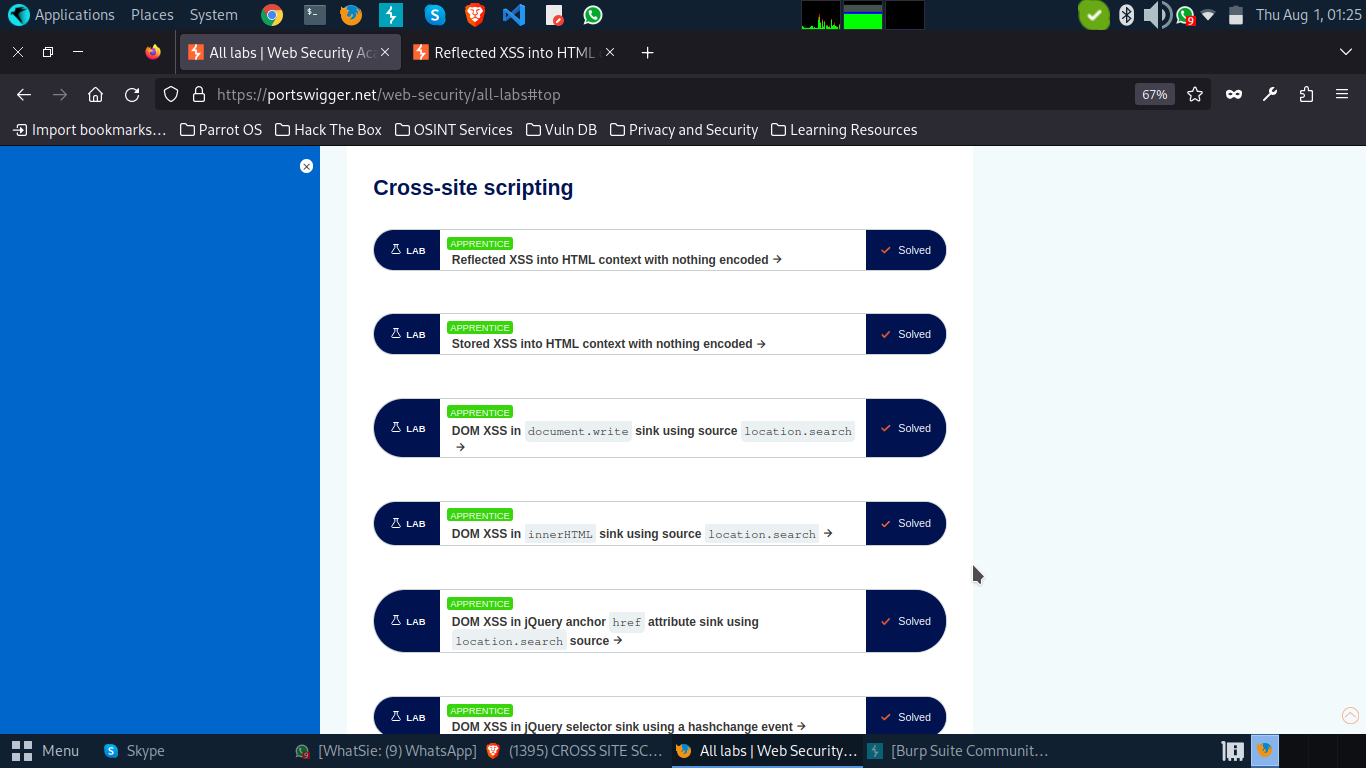 Applications Places System Thu Aug 1, 01:25
All labs | Web Security Aca Reflected XSS into HTML
https://portswigger.net/web-security/all-labs#top 67%
Import bookmarks... Parrot OS Hack The Box OSINT Services Vuln DB Privacy and Security Learning Resources
Cross-site scripting
LAB APPRENTICE Solved
Reflected XSS into HTML context with nothing encoded →
LAB APPRENTICE Solved
Stored XSS into HTML context with nothing encoded →
APPRENTICE
LAB DOM XSS in document.write sink using source location.search Solved
→
LAB APPRENTICE Solved
DOM XSS in innerHTML sink using source location.search →
APPRENTICE
LAB DOM XSS in jQuery anchor href attribute sink using Solved
location.search source →
LAB APPRENTICE Solved
DOM XSS in jQuery selector sink using a hashchange event →
Menu Skype [WhatSie: (9) WhatsApp] (1395) CROSS SITE SC... All labs | Web Security... [Burp Suite Communit...